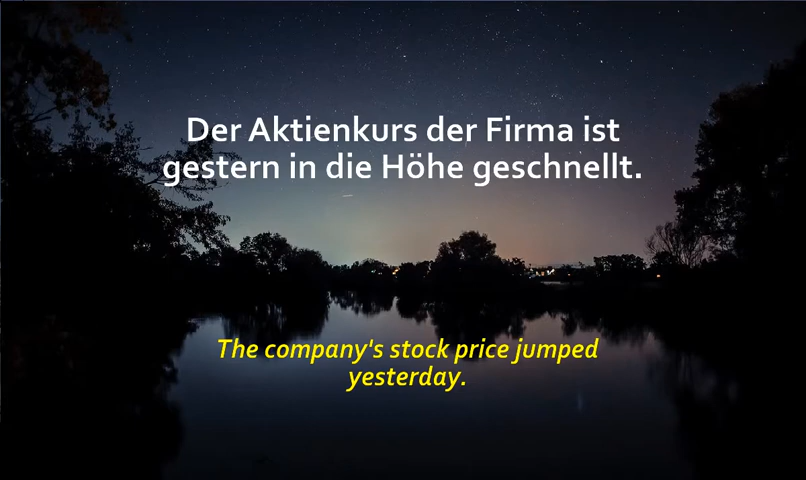 Der Aktienkurs der Firma ist
gestern in die Höhe geschnellt.
The company's stock price jumped
yesterday.